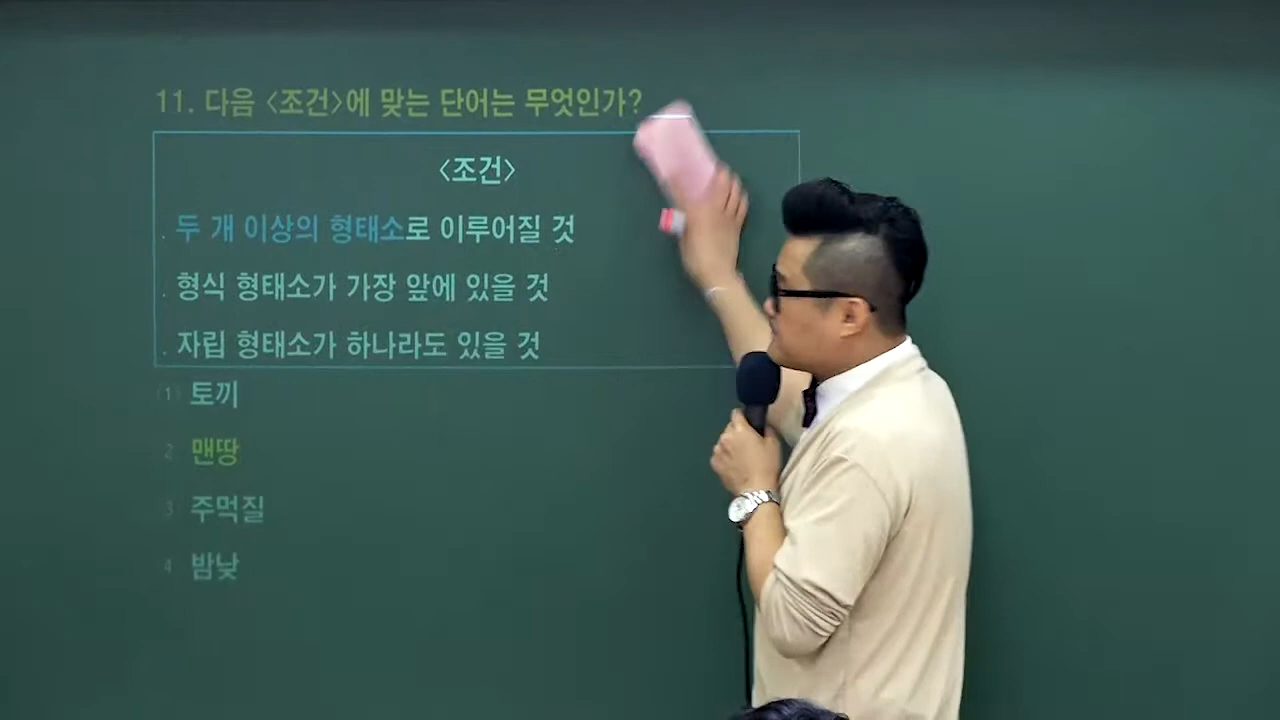 11. 다음 〈조건〉에 맞는 단어는 무엇인가?
〈조건〉
. 두 개 이상의 형태소로 이루어질 것
. 형식 형태소가 가장 앞에 있을 것
. 자립 형태소가 하나라도 있을 것
① 토끼
2 맨땅
3 주먹질
4 밤낮